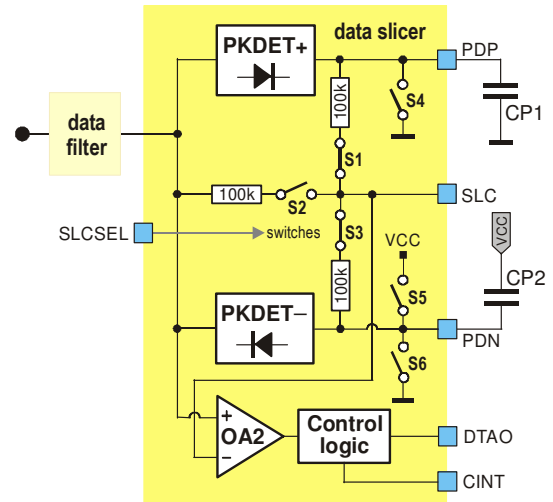 data slicer
PKDET+
PDP
100k
S4
CP1
data
filter
S1
100k
S2
SLC
SLCSEL
switches
S3
VCC
VCC
100k
CP2
PKDET−
S5
PDN
S6
+
OA2
−
Control
logic
DTAO
CINT